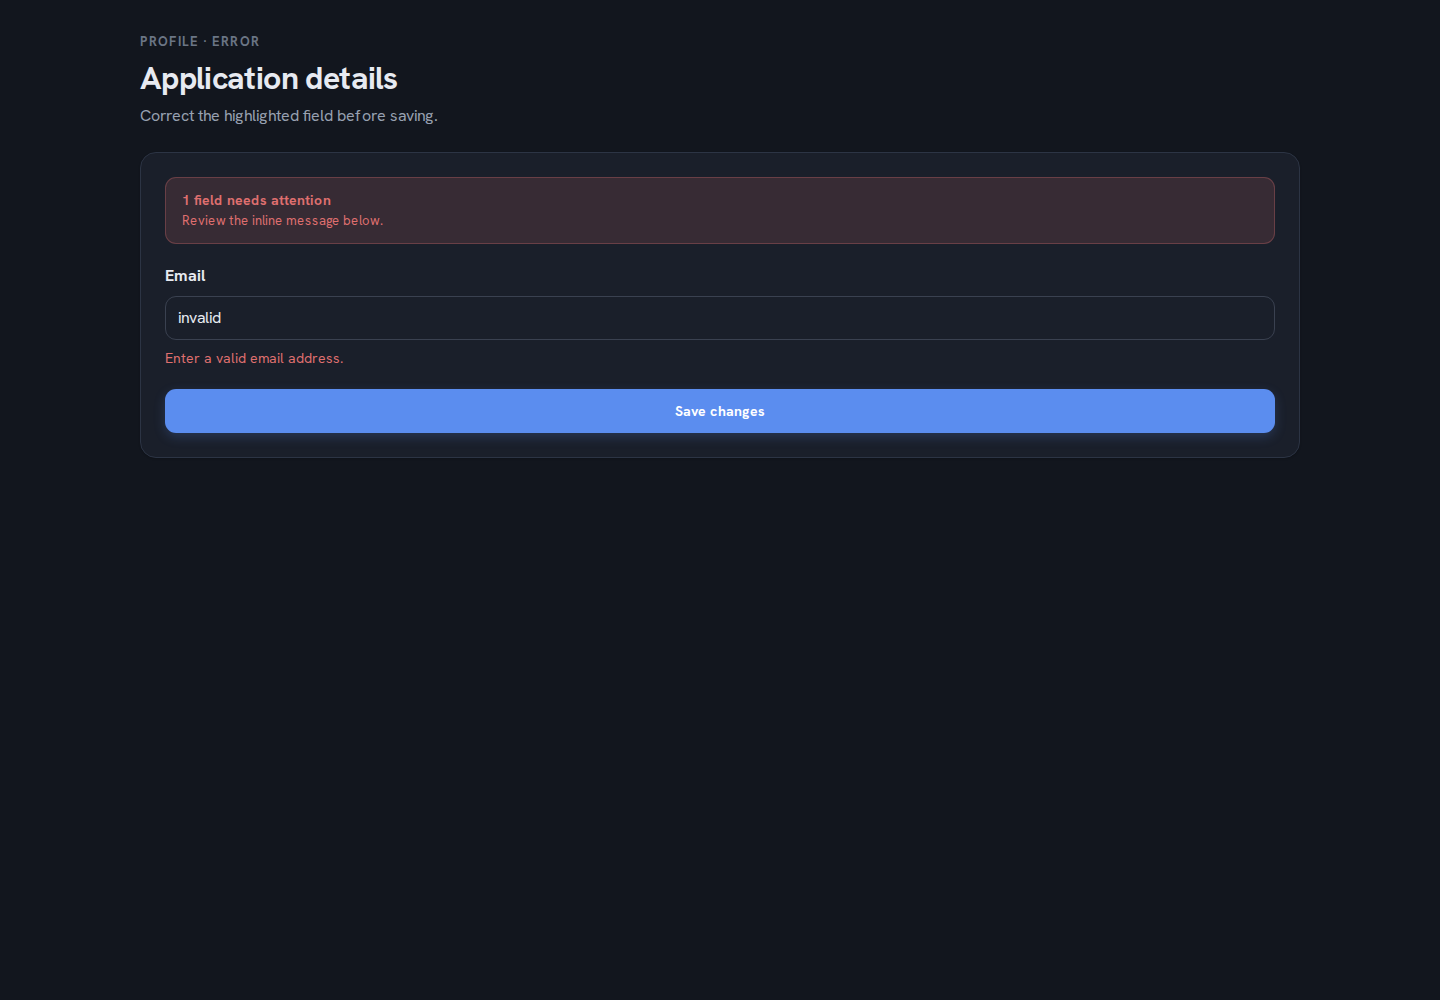 PROFILE · ERROR
Application details
Correct the highlighted field before saving.
1 field needs attention
Review the inline message below.
Email
invalid
Enter a valid email address.
Save changes